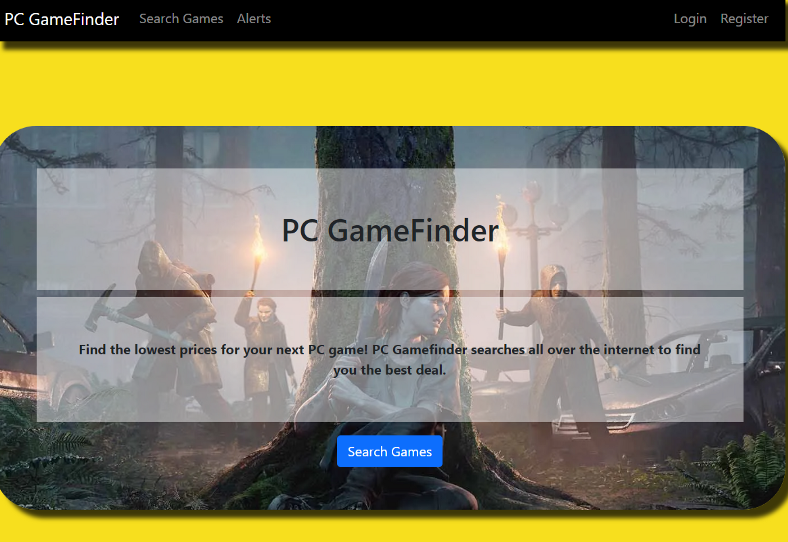 PC GameFinder Search Games Alerts Login Register
PC GameFinder
Find the lowest prices for your next PC game! PC Gamefinder searches all over the internet to find
you the best deal.
Search Games